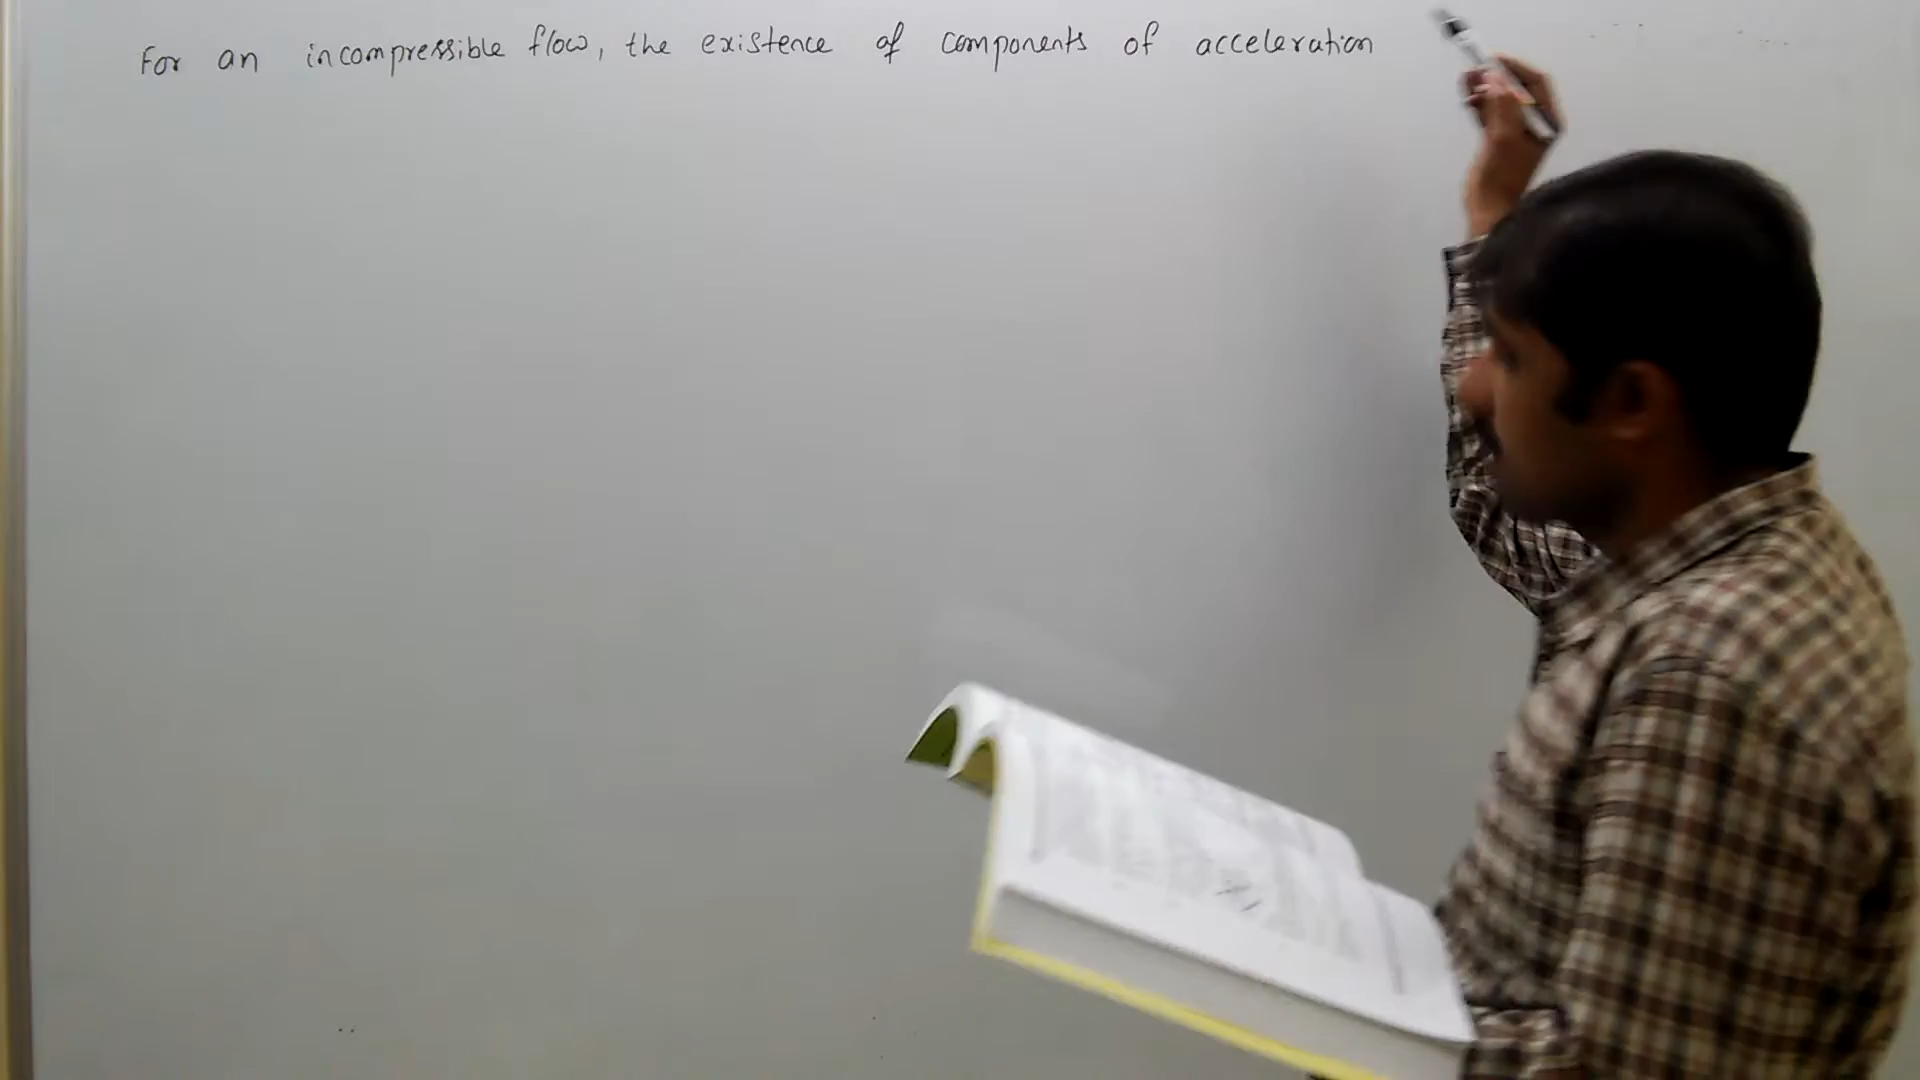 For an incompressible flow, the existence of components of acceleration